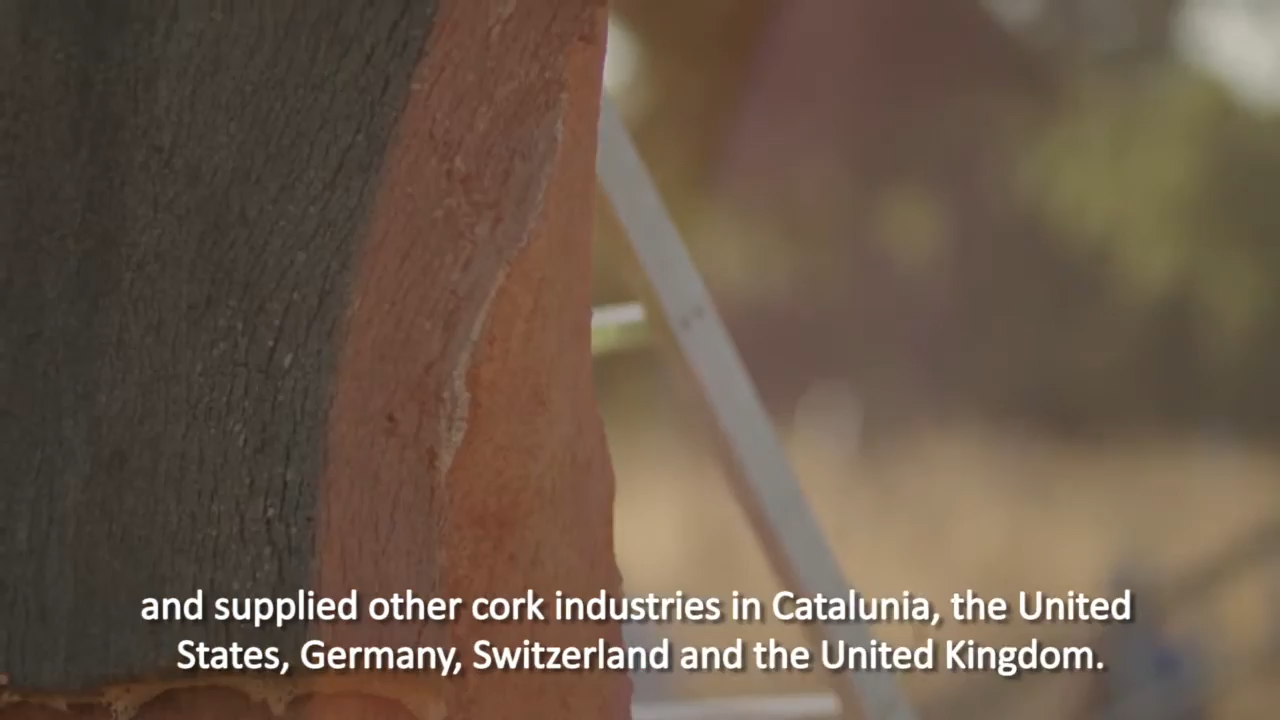 and supplied other cork industries in Catalunia, the United
States, Germany, Switzerland and the United Kingdom.